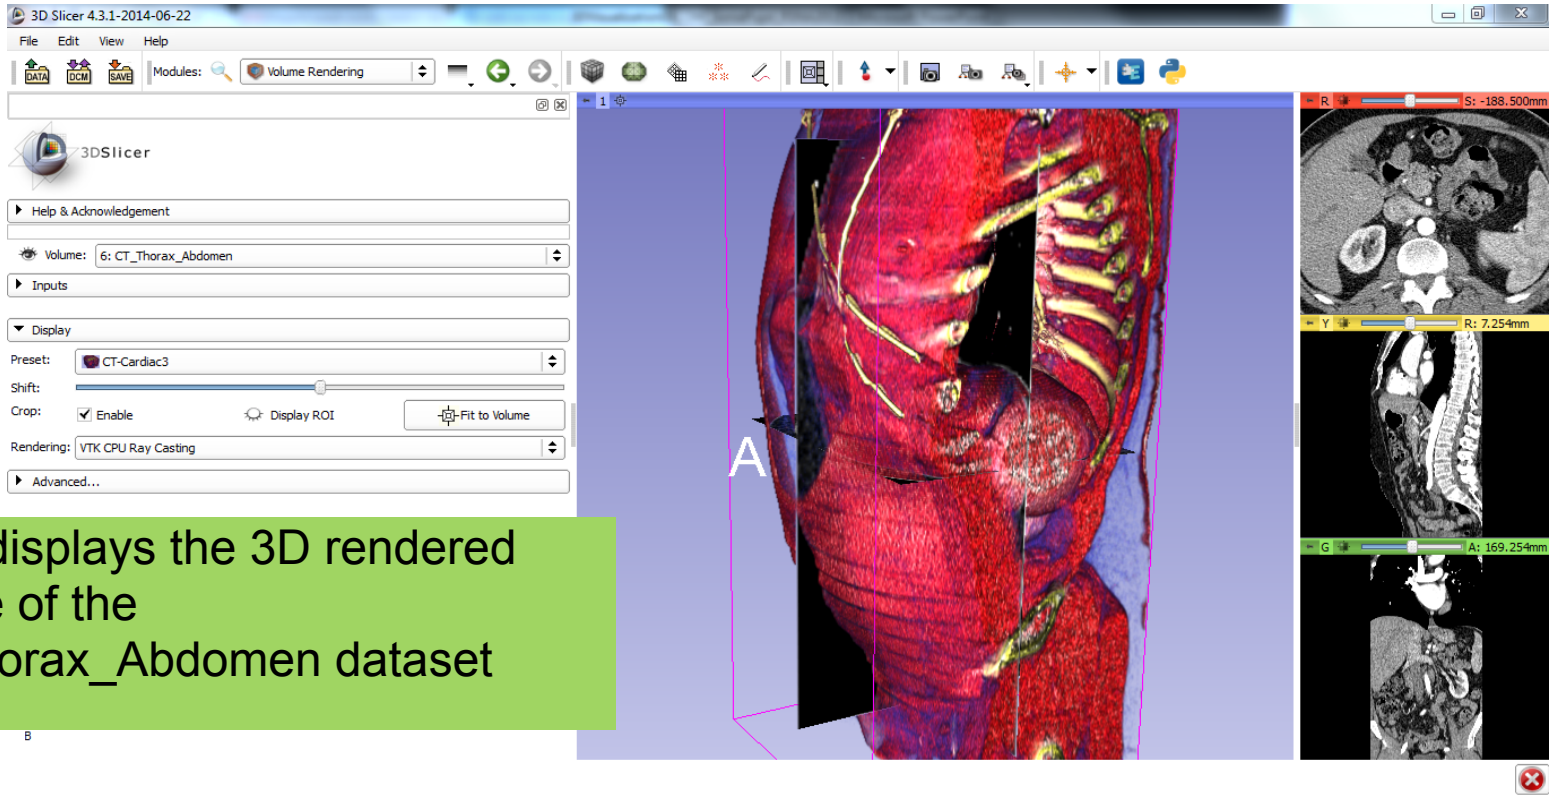 3D Slicer 4.3.1-2014-06-22
File Edit View Help
DATA DCM SAVE Modules: Volume Rendering
1
R S: -188.500mm
3DSlicer
Help & Acknowledgement
Volume: 6: CT_Thorax_Abdomen
Inputs
Display
Preset: CT-Cardiac3
Shift:
Crop: Enable Display ROI Fit to Volume
Rendering: VTK CPU Ray Casting
Advanced...
A
Y R: 7.254mm
G A: 169.254mm
displays the 3D rendered
of the
orax_Abdomen dataset
B